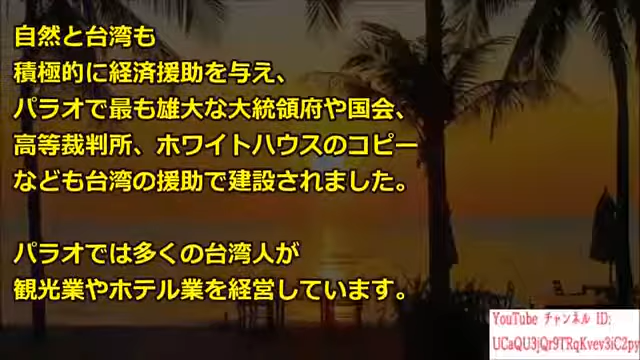 自然と台湾も
積極的に経済援助を与え、
パラオで最も雄大な大統領府や国会、
高等裁判所、ホワイトハウスのコピー
なども台湾の援助で建設されました。
パラオでは多くの台湾人が
観光業やホテル業を経営しています。
YouTube チャンネル ID:
UCaQU3jQr9TRqKvev3iC2py